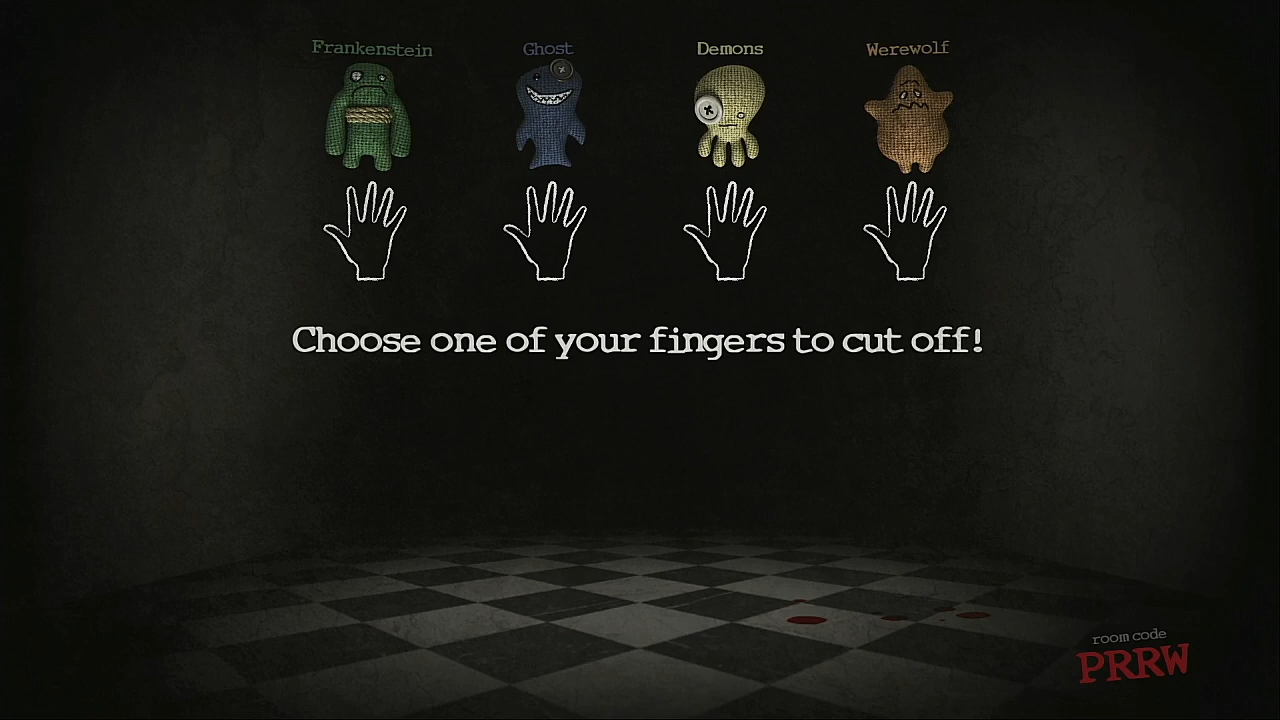 Frankenstein
Ghost
Demons
Werewolf
Choose one of your fingers to cut off!
room code
PRRW